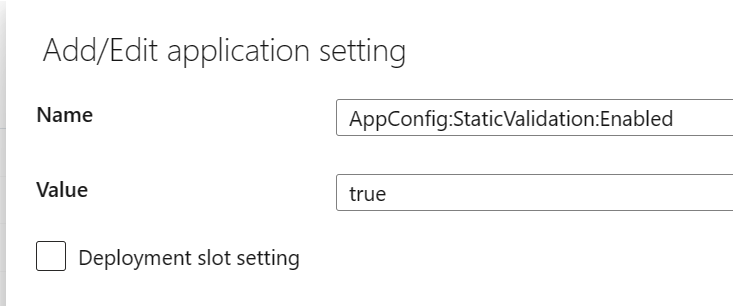 Add/Edit application setting
Name
AppConfig:StaticValidation:Enabled
Value
true
Deployment slot setting